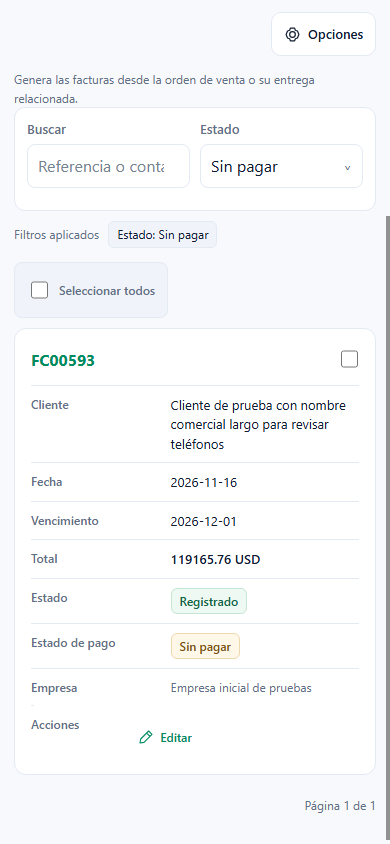 Opciones
Genera las facturas desde la orden de venta o su entrega
relacionada.
Buscar
Estado
Referencia o conta
Sin pagar
Filtros aplicados
Estado: Sin pagar
Seleccionar todos
FC00593
Cliente
Cliente de prueba con nombre
comercial largo para revisar
teléfonos
Fecha
2026-11-16
Vencimiento
2026-12-01
Total
119165.76 USD
Estado
Registrado
Estado de pago
Sin pagar
Empresa
Empresa inicial de pruebas
Acciones
Editar
Página 1 de 1